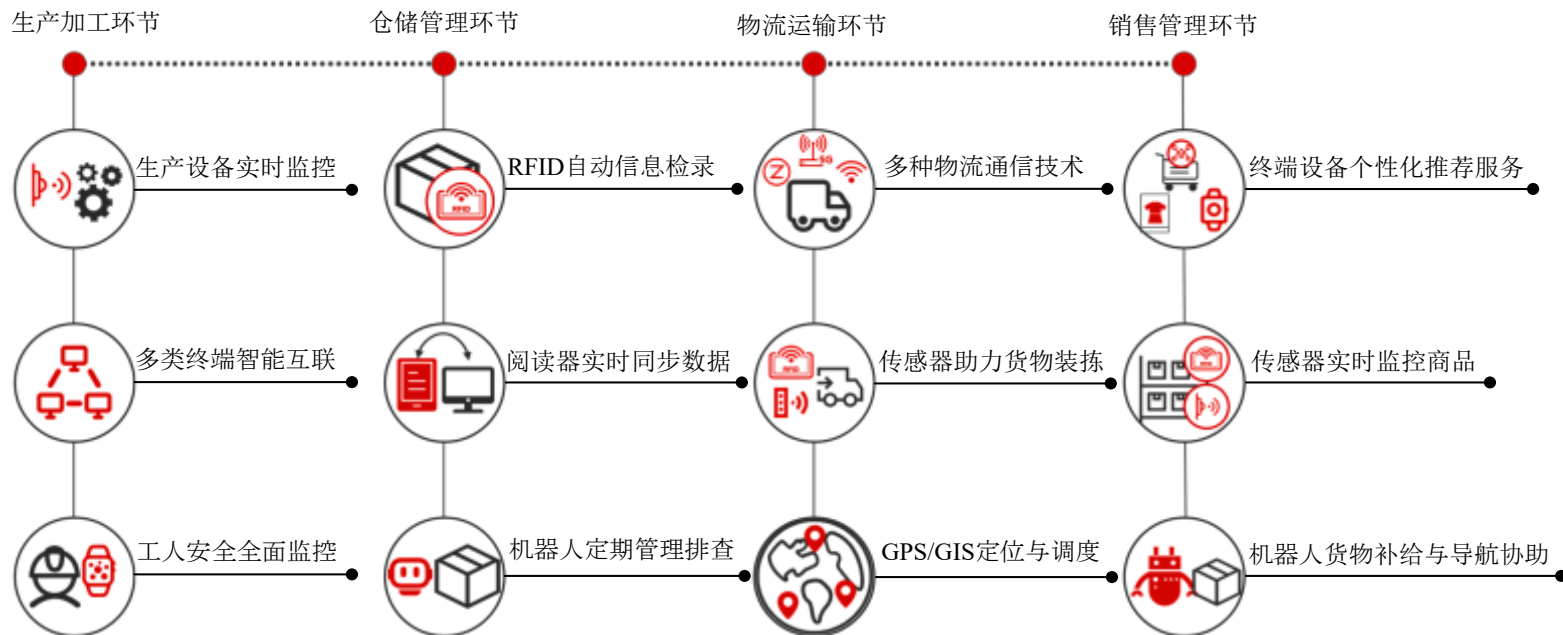 生产加工环节
仓储管理环节
物流运输环节
销售管理环节
生产设备实时监控
RFID自动信息检录
多种物流通信技术
终端设备个性化推荐服务
RFID
5G
Z
多类终端智能互联
阅读器实时同步数据
传感器助力货物装拣
传感器实时监控商品
RFID
工人安全全面监控
机器人定期管理排查
GPS/GIS定位与调度
机器人货物补给与导航协助